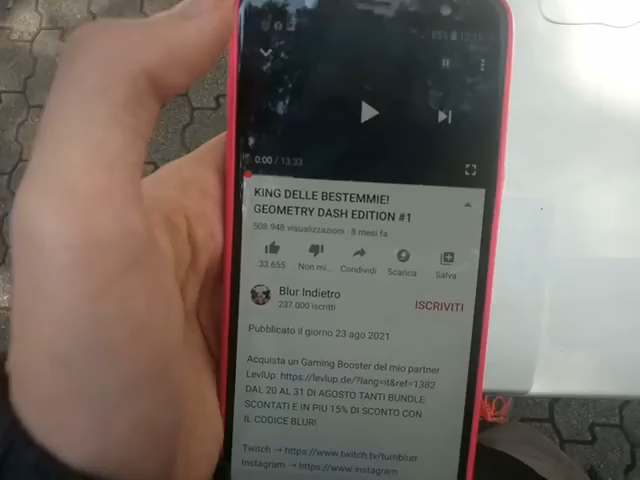 0:00 / 13:33
KING DELLE BESTEMMIE!
GEOMETRY DASH EDITION #1
508.948 visualizzazioni · 8 mesi fa
33.655 Non mi... Condividi Scarica Salva
Blur Indietro
237.000 iscritti
ISCRIVITI
Pubblicato il giorno 23 ago 2021
Acquista un Gaming Booster del mio partner
LevlUp: https://levlup.de/?lang=it&ref=1382
DAL 20 AL 31 DI AGOSTO TANTI BUNDLE
SCONTATI E IN PIU 15% DI SCONTO CON
IL CODICE BLUR!
Twitch → https://www.twitch.tv/tumblurr
Instagram → https://www.instagram